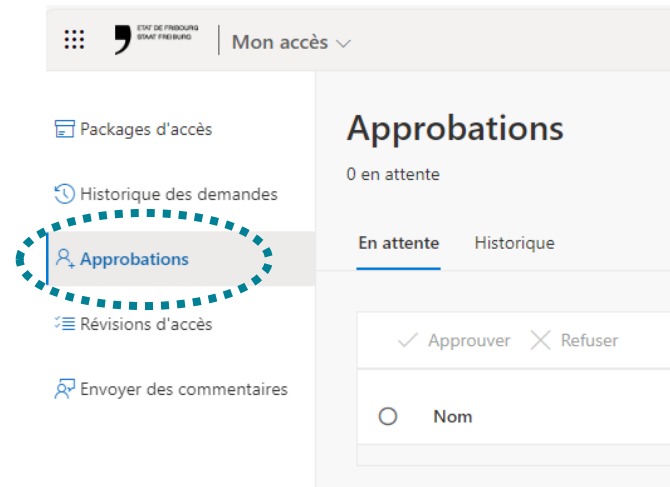 ETAT DE FRIBOURG
STAAT FREIBURG
Mon accès
Packages d'accès
Historique des demandes
Approbations
Révisions d'accès
Envoyer des commentaires
Approbations
0 en attente
En attente Historique
Approuver Refuser
Nom